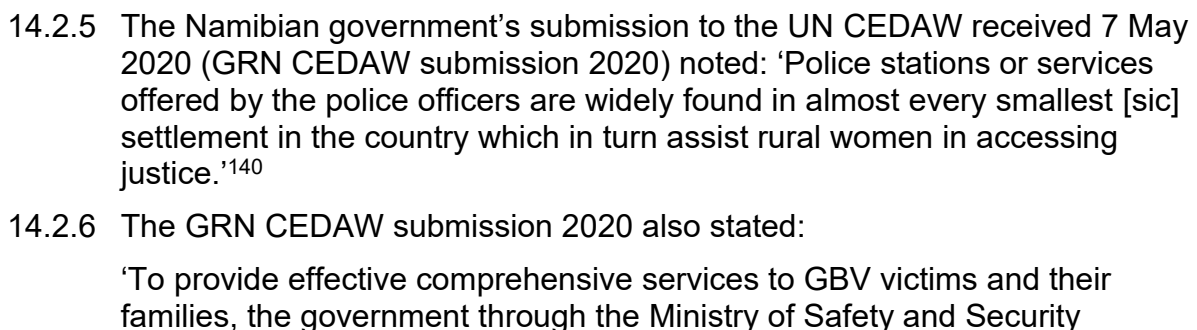 14.2.5 The Namibian government’s submission to the UN CEDAW received 7 May
2020 (GRN CEDAW submission 2020) noted: ‘Police stations or services
offered by the police officers are widely found in almost every smallest [sic]
settlement in the country which in turn assist rural women in accessing
justice.’140
14.2.6 The GRN CEDAW submission 2020 also stated:
‘To provide effective comprehensive services to GBV victims and their
families, the government through the Ministry of Safety and Security